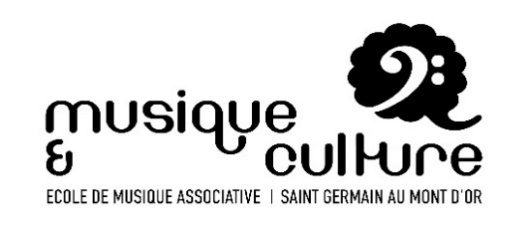 musique
& culture
ECOLE DE MUSIQUE ASSOCIATIVE | SAINT GERMAIN AU MONT D'OR